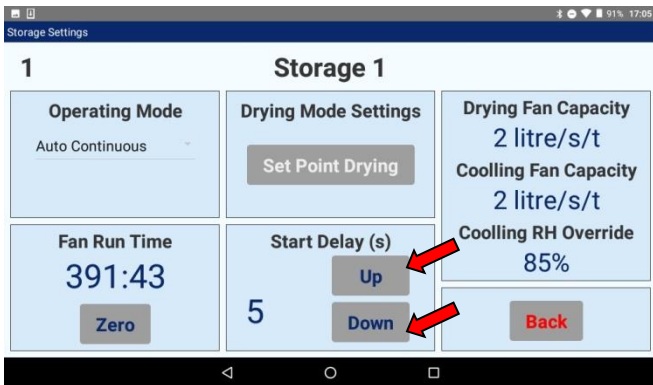 91% 17:05
Storage Settings
1 Storage 1
Operating Mode
Auto Continuous
Drying Mode Settings
Set Point Drying
Drying Fan Capacity
2 litre/s/t
Coolling Fan Capacity
2 litre/s/t
Coolling RH Override
85%
Fan Run Time
391:43
Zero
Start Delay (s)
Up
5
Down
Back